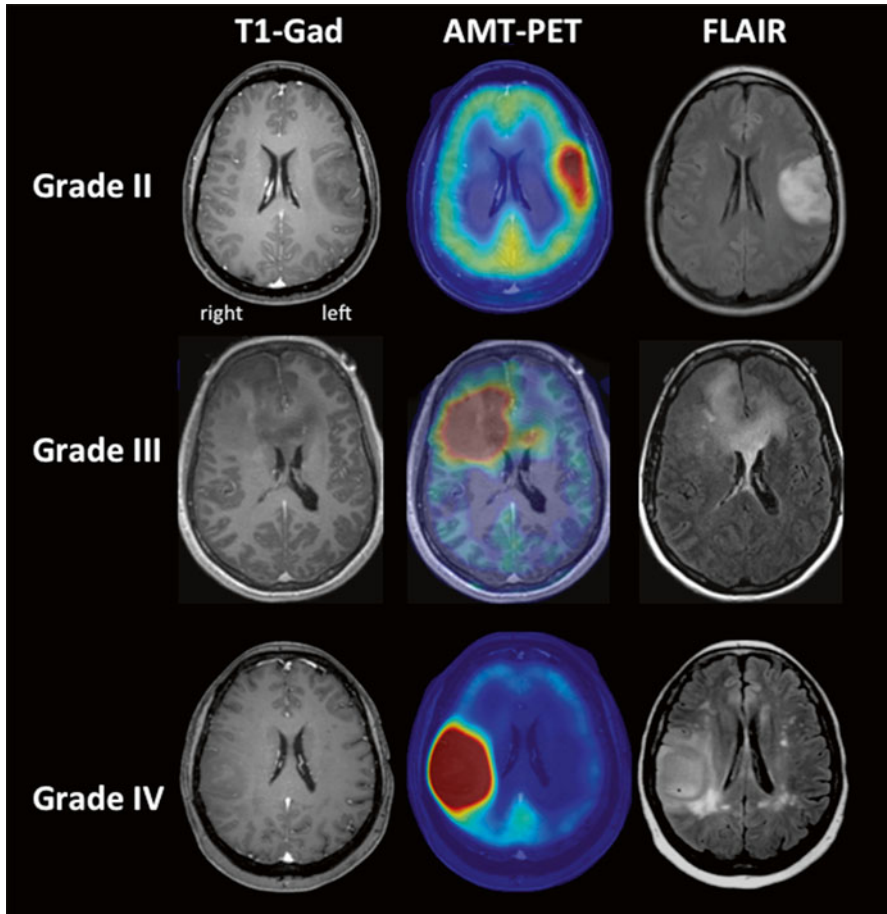 T1-Gad AMT-PET FLAIR
Grade II
right left
Grade III
Grade IV